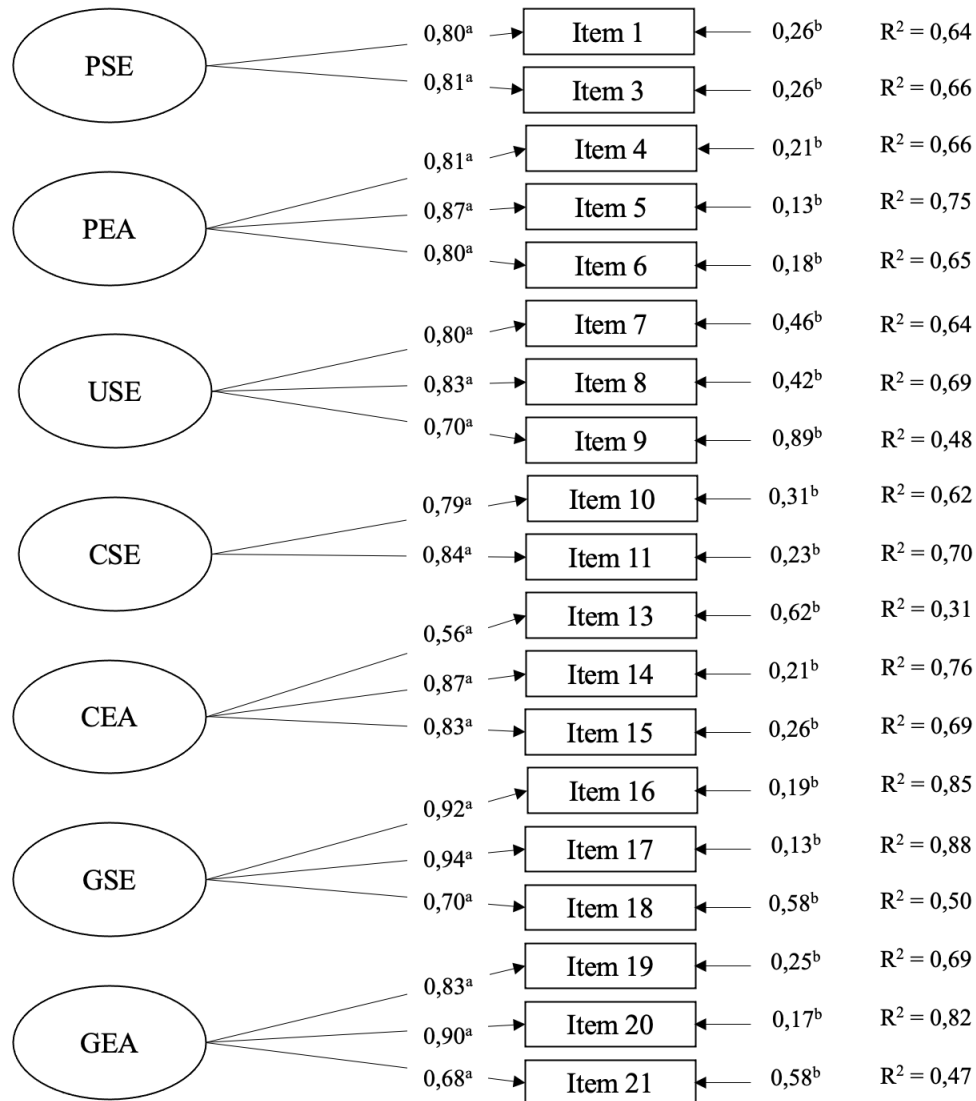 PSE
0,80ᵃ Item 1 0,26ᵇ R² = 0,64
0,81ᵃ Item 3 0,26ᵇ R² = 0,66
PEA
0,81ᵃ Item 4 0,21ᵇ R² = 0,66
0,87ᵃ Item 5 0,13ᵇ R² = 0,75
0,80ᵃ Item 6 0,18ᵇ R² = 0,65
USE
0,80ᵃ Item 7 0,46ᵇ R² = 0,64
0,83ᵃ Item 8 0,42ᵇ R² = 0,69
0,70ᵃ Item 9 0,89ᵇ R² = 0,48
CSE
0,79ᵃ Item 10 0,31ᵇ R² = 0,62
0,84ᵃ Item 11 0,23ᵇ R² = 0,70
CEA
0,56ᵃ Item 13 0,62ᵇ R² = 0,31
0,87ᵃ Item 14 0,21ᵇ R² = 0,76
0,83ᵃ Item 15 0,26ᵇ R² = 0,69
GSE
0,92ᵃ Item 16 0,19ᵇ R² = 0,85
0,94ᵃ Item 17 0,13ᵇ R² = 0,88
0,70ᵃ Item 18 0,58ᵇ R² = 0,50
GEA
0,83ᵃ Item 19 0,25ᵇ R² = 0,69
0,90ᵃ Item 20 0,17ᵇ R² = 0,82
0,68ᵃ Item 21 0,58ᵇ R² = 0,47